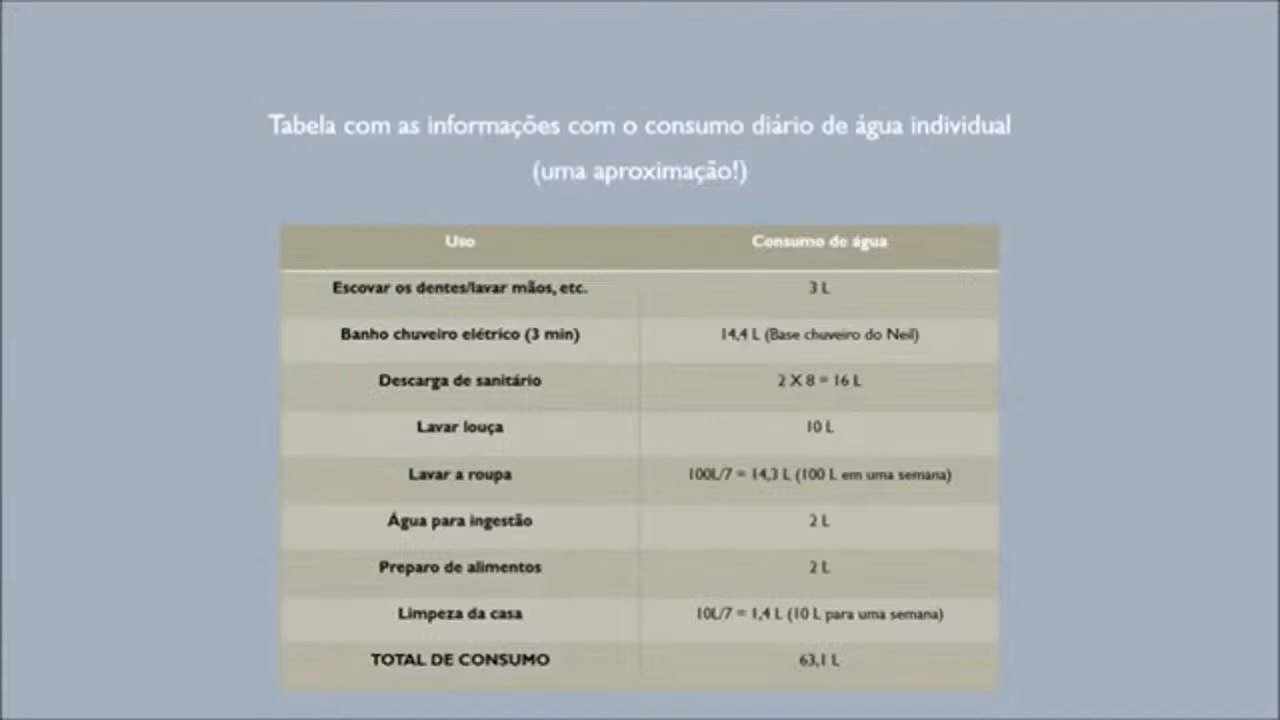 Tabela com as informações com o consumo diário de água individual
(uma aproximação!)
Uso Consumo de água
Escovar os dentes/lavar mãos, etc. 3 L
Banho chuveiro elétrico (3 min) 14,4 L (Base chuveiro do Neil)
Descarga de sanitário 2 X 8 = 16 L
Lavar louça 10 L
Lavar a roupa 100L/7 = 14,3 L (100 L em uma semana)
Água para ingestão 2 L
Preparo de alimentos 2 L
Limpeza da casa 10L/7 = 1,4 L (10 L para uma semana)
TOTAL DE CONSUMO 63,1 L